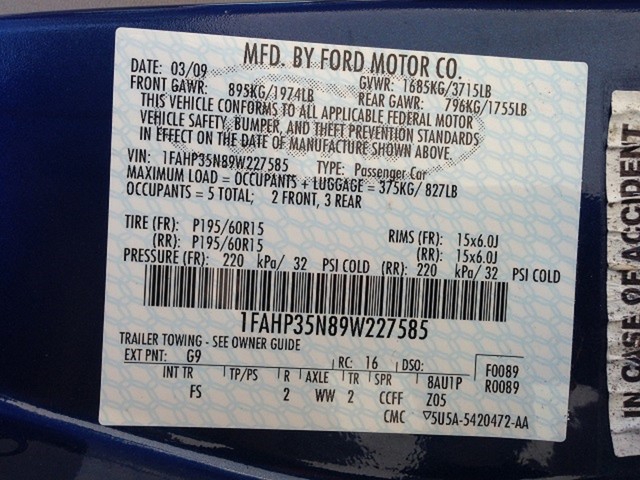 MFD. BY FORD MOTOR CO.
DATE: 03/09 GVWR: 1685KG/3715LB
FRONT GAWR: 895KG/1974LB REAR GAWR: 796KG/1755LB
THIS VEHICLE CONFORMS TO ALL APPLICABLE FEDERAL MOTOR
VEHICLE SAFETY, BUMPER, AND THEFT PREVENTION STANDARDS
IN EFFECT ON THE DATE OF MANUFACTURE SHOWN ABOVE.
VIN: 1FAHP35N89W227585 TYPE: Passenger Car
MAXIMUM LOAD = OCCUPANTS + LUGGAGE = 375KG/ 827LB
OCCUPANTS = 5 TOTAL; 2 FRONT, 3 REAR
TIRE (FR): P195/60R15 RIMS (FR): 15x6.0J
(RR): P195/60R15 (RR): 15x6.0J
PRESSURE (FR): 220 kPa/ 32 PSI COLD (RR): 220 kPa/ 32 PSI COLD
1FAHP35N89W227585
TRAILER TOWING - SEE OWNER GUIDE
EXT PNT: G9 RC: 16 DSO: F0089
INT TR TP/PS R AXLE TR SPR 8AU1P R0089
FS 2 WW 2 CCFF Z05
CMC ▽5U5A-5420472-AA
IN CASE OF ACCIDENT